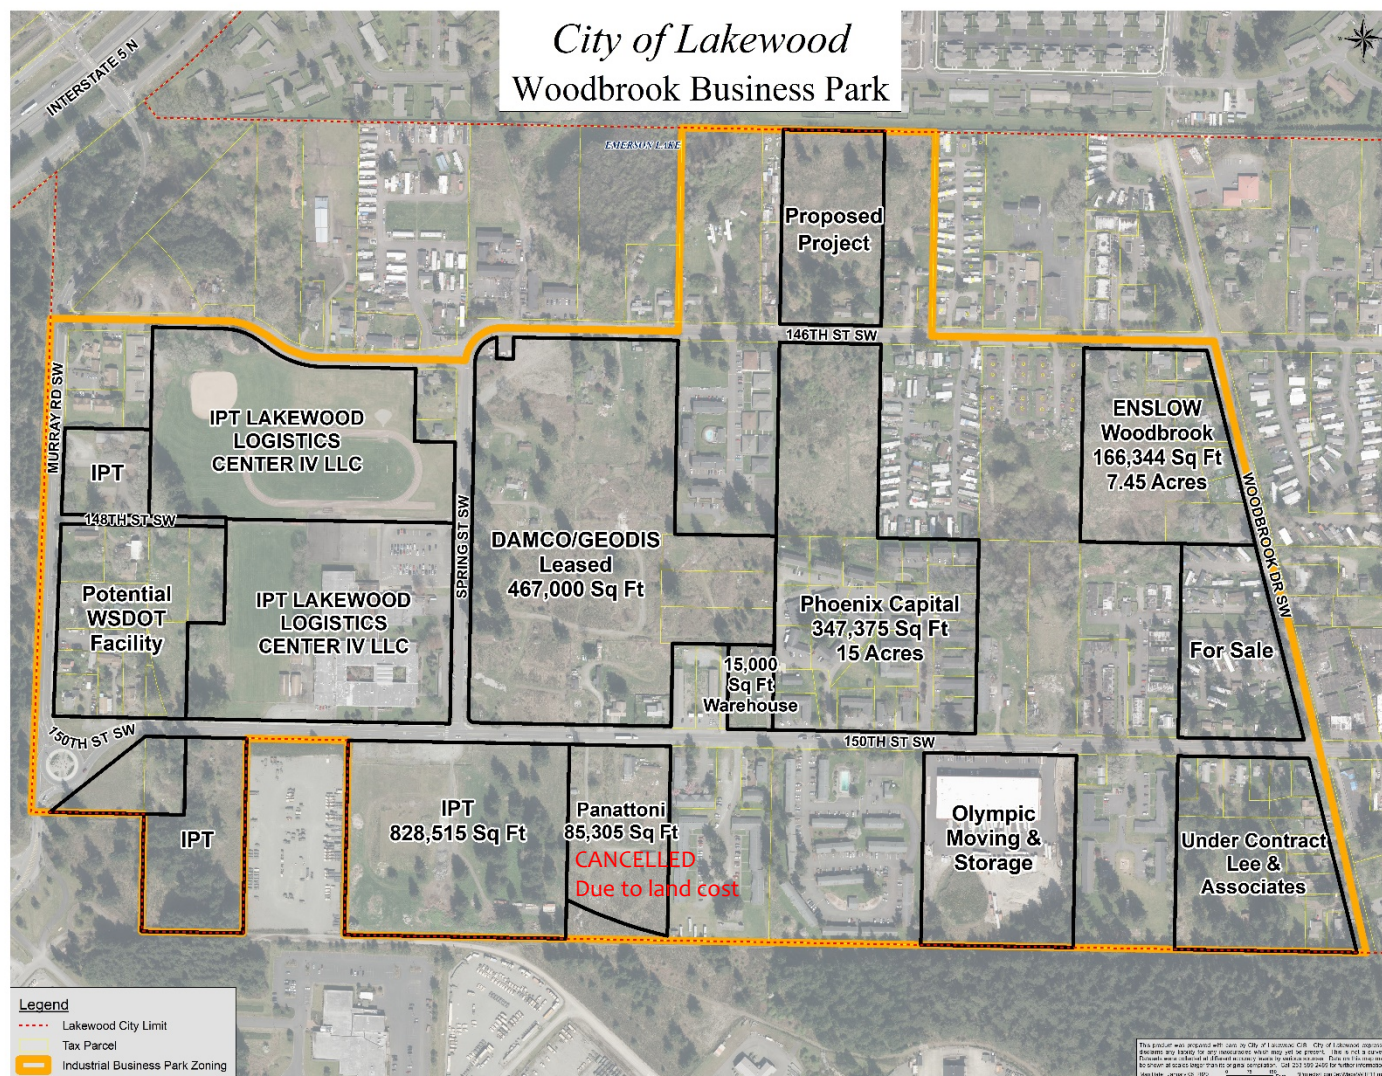 City of Lakewood
Woodbrook Business Park
INTERSTATE 5 N
EMERSON LAKE
Proposed
Project
146TH ST SW
MURRAY RD SW
IPT LAKEWOOD
LOGISTICS
CENTER IV LLC
IPT
148TH ST SW
SPRING ST SW
DAMCO/GEODIS
Leased
467,000 Sq Ft
ENSLOW
Woodbrook
166,344 Sq Ft
7.45 Acres
WOODBROOK DR SW
Potential
WSDOT
Facility
IPT LAKEWOOD
LOGISTICS
CENTER IV LLC
Phoenix Capital
347,375 Sq Ft
15 Acres
15,000
Sq Ft
Warehouse
For Sale
150TH ST SW
150TH ST SW
IPT
IPT
828,515 Sq Ft
Panattoni
85,305 Sq Ft
CANCELLED
Due to land cost
Olympic
Moving &
Storage
Under Contract
Lee &
Associates
Legend
Lakewood City Limit
Tax Parcel
Industrial Business Park Zoning